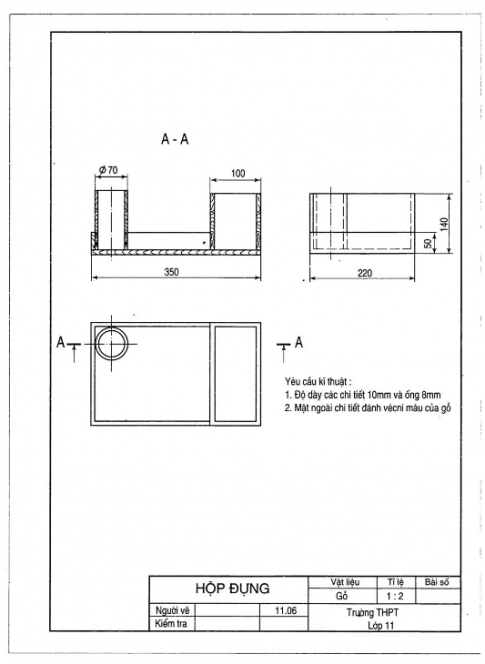 A - A
Ø70
100
350
140
50
220
A
A
Yêu cầu kĩ thuật :
1. Độ dày các chi tiết 10mm và ống 8mm
2. Mặt ngoài chi tiết đánh vécni màu của gỗ
HỘP ĐỰNG
Vật liệu
Tỉ lệ
Bài số
Gỗ
1 : 2
Người vẽ
11.06
Trường THPT
Kiểm tra
Lớp 11